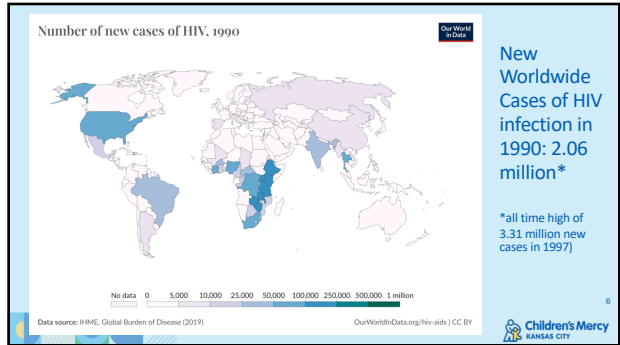 Number of new cases of HIV, 1990
Our World
in Data
New
Worldwide
Cases of HIV
infection in
1990: 2.06
million*
*all time high of
3.31 million new
cases in 1997)
No data 0 5,000 10,000 25,000 50,000 100,000 250,000 500,000 1 million
Data source: IHME, Global Burden of Disease (2019) OurWorldInData.org/hiv-aids | CC BY
6
Children's Mercy
KANSAS CITY